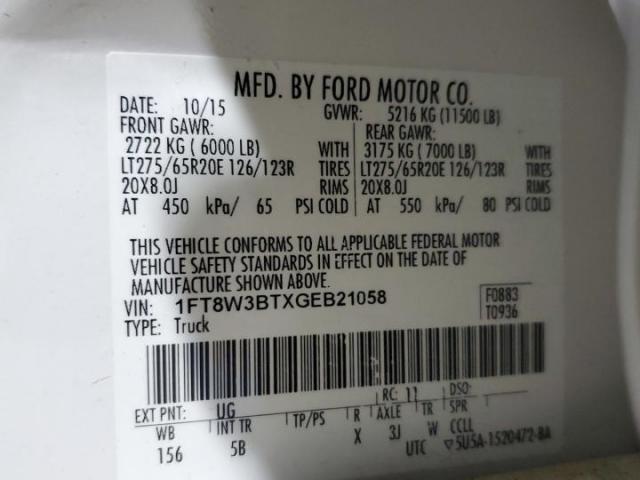 MFD. BY FORD MOTOR CO.
DATE: 10/15 GVWR: 5216 KG (11500 LB)
FRONT GAWR: REAR GAWR:
2722 KG ( 6000 LB) WITH 3175 KG ( 7000 LB) WITH
LT275/65R20E 126/123R TIRES LT275/65R20E 126/123R TIRES
20X8.0J RIMS 20X8.0J RIMS
AT 450 kPa/ 65 PSI COLD AT 550 kPa/ 80 PSI COLD
THIS VEHICLE CONFORMS TO ALL APPLICABLE FEDERAL MOTOR
VEHICLE SAFETY STANDARDS IN EFFECT ON THE DATE OF
MANUFACTURE SHOWN ABOVE.
VIN: 1FT8W3BTXGEB21058 F0883
TYPE: Truck T0936
RC: 11 DSO:
EXT PNT: UG
WB INT TR TP/PS R AXLE TR SPR
156 5B X 3J W CCLL
UTC ▽5U5A-1520472-BA